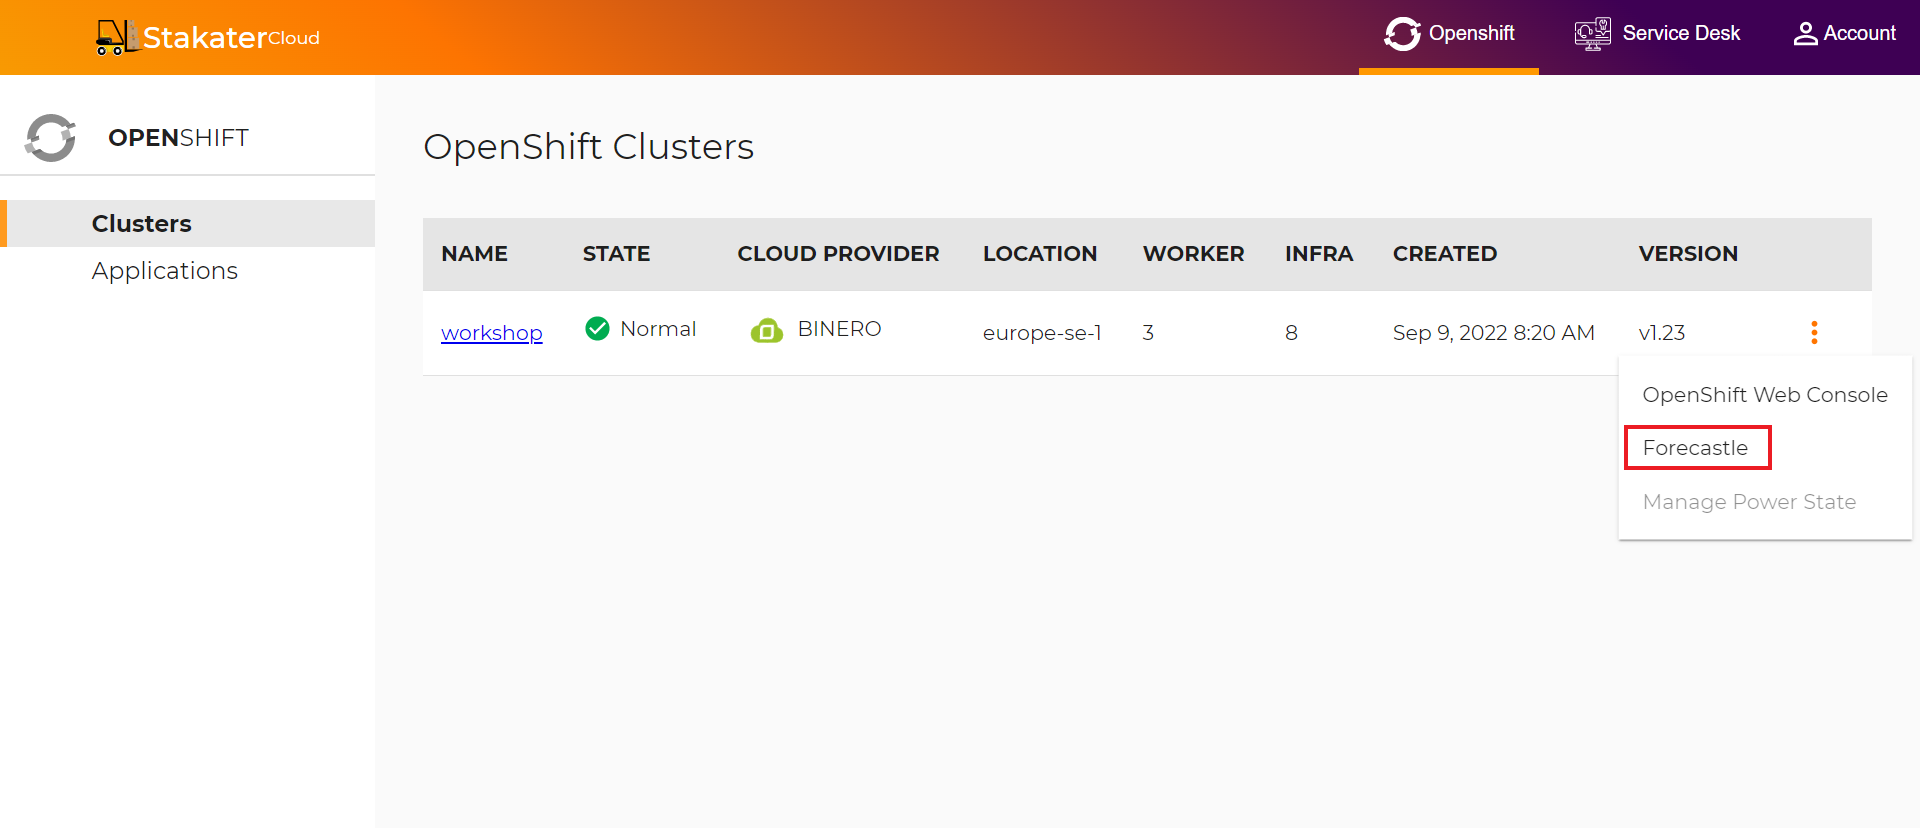 StakaterCloud
Openshift
Service Desk
Account
OPENSHIFT
Clusters
Applications
OpenShift Clusters
NAME STATE CLOUD PROVIDER LOCATION WORKER INFRA CREATED VERSION
workshop Normal BINERO europe-se-1 3 8 Sep 9, 2022 8:20 AM v1.23
OpenShift Web Console
Forecastle
Manage Power State